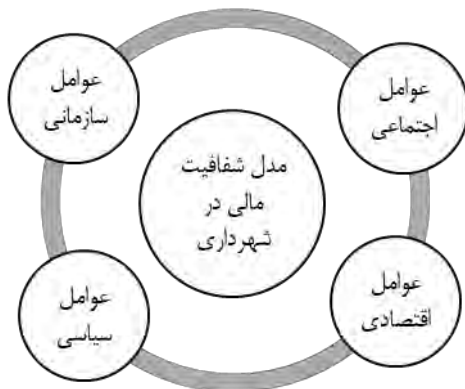 عوامل
اجتماعی
عوامل
سازمانی
مدل شفافیت
مالی در
شهرداری
عوامل
اقتصادی
عوامل
سیاسی